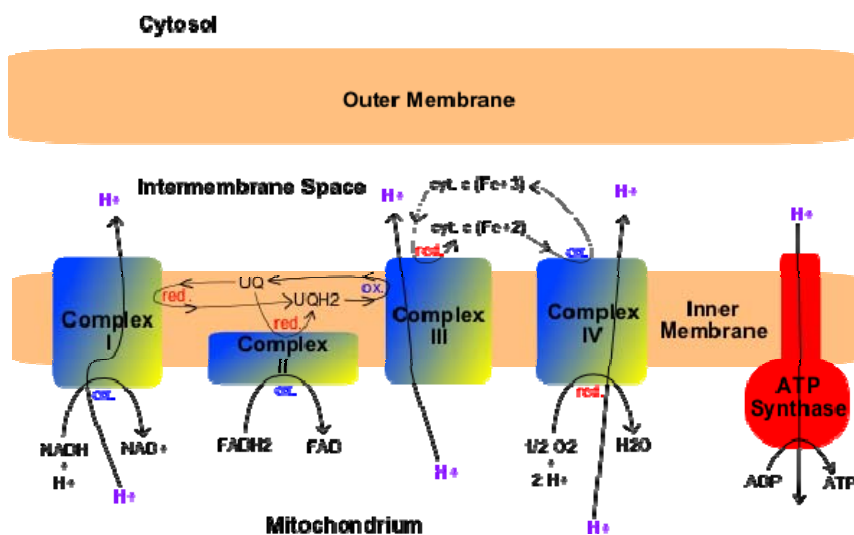 Cytosol
Outer Membrane
Intermembrane Space
H+
H+
cyt. c (Fe+3)
cyt. c (Fe+2)
H+
H+
red.
ox.
UQ
red.
UQH2
ox.
red.
Complex
I
Complex
II
Complex
III
Complex
IV
Inner
Membrane
ATP
Synthase
ox.
ox.
red.
NADH
+
H+
NAD+
FADH2
FAD
1/2 O2
+
2 H+
H2O
ADP
ATP
H+
H+
H+
Mitochondrium